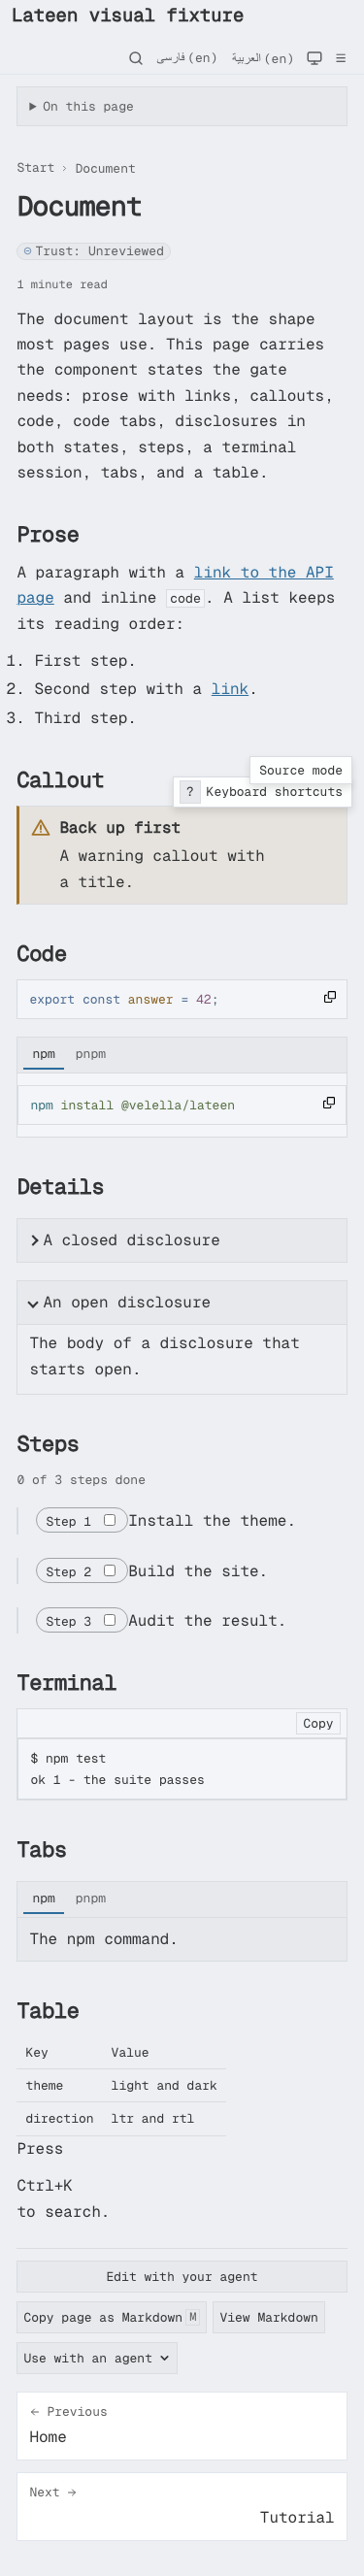 Lateen visual fixture
فارسی (en) العربية (en)
On this page
Start › Document
Document
Trust: Unreviewed
1 minute read
The document layout is the shape
most pages use. This page carries
the component states the gate
needs: prose with links, callouts,
code, code tabs, disclosures in
both states, steps, a terminal
session, tabs, and a table.
Prose
A paragraph with a link to the API
page and inline code. A list keeps
its reading order:
1. First step.
2. Second step with a link.
3. Third step.
Source mode
Callout
? Keyboard shortcuts
Back up first
A warning callout with
a title.
Code
export const answer = 42;
npm pnpm
npm install @velella/lateen
Details
A closed disclosure
An open disclosure
The body of a disclosure that
starts open.
Steps
0 of 3 steps done
Step 1 Install the theme.
Step 2 Build the site.
Step 3 Audit the result.
Terminal
Copy
$ npm test
ok 1 - the suite passes
Tabs
npm pnpm
The npm command.
Table
Key Value
theme light and dark
direction ltr and rtl
Press
Ctrl+K
to search.
Edit with your agent
Copy page as Markdown M View Markdown
Use with an agent
← Previous
Home
Next →
Tutorial